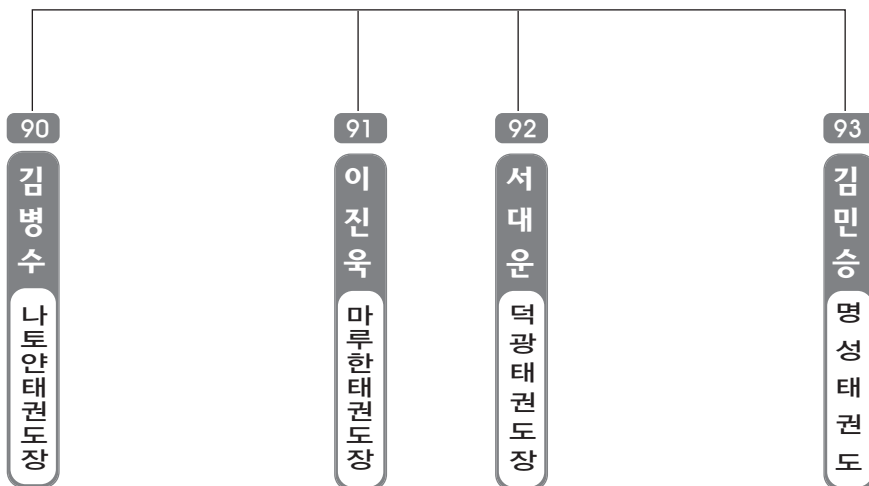 90
김병수
나토얀태권도장
91
이진욱
마루한태권도장
92
서대운
덕광태권도장
93
김민승
명성태권도